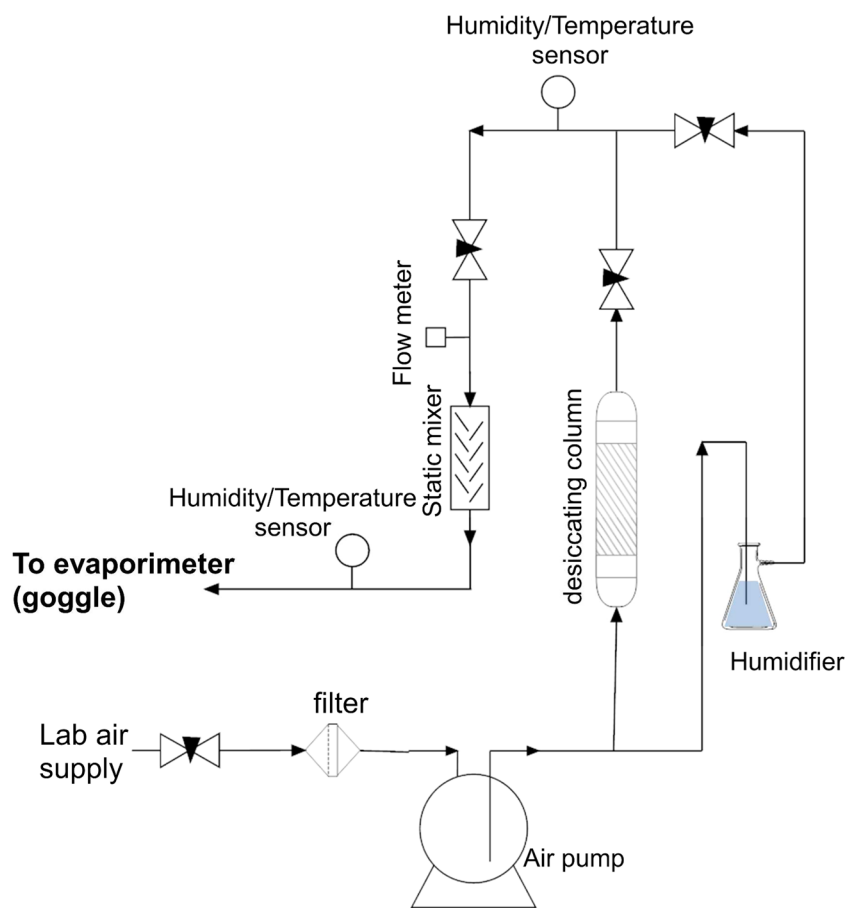 Humidity/Temperature
sensor
Flow meter
Static mixer
desiccating column
Humidity/Temperature
sensor
To evaporimeter
(goggle)
Humidifier
filter
Lab air
supply
Air pump